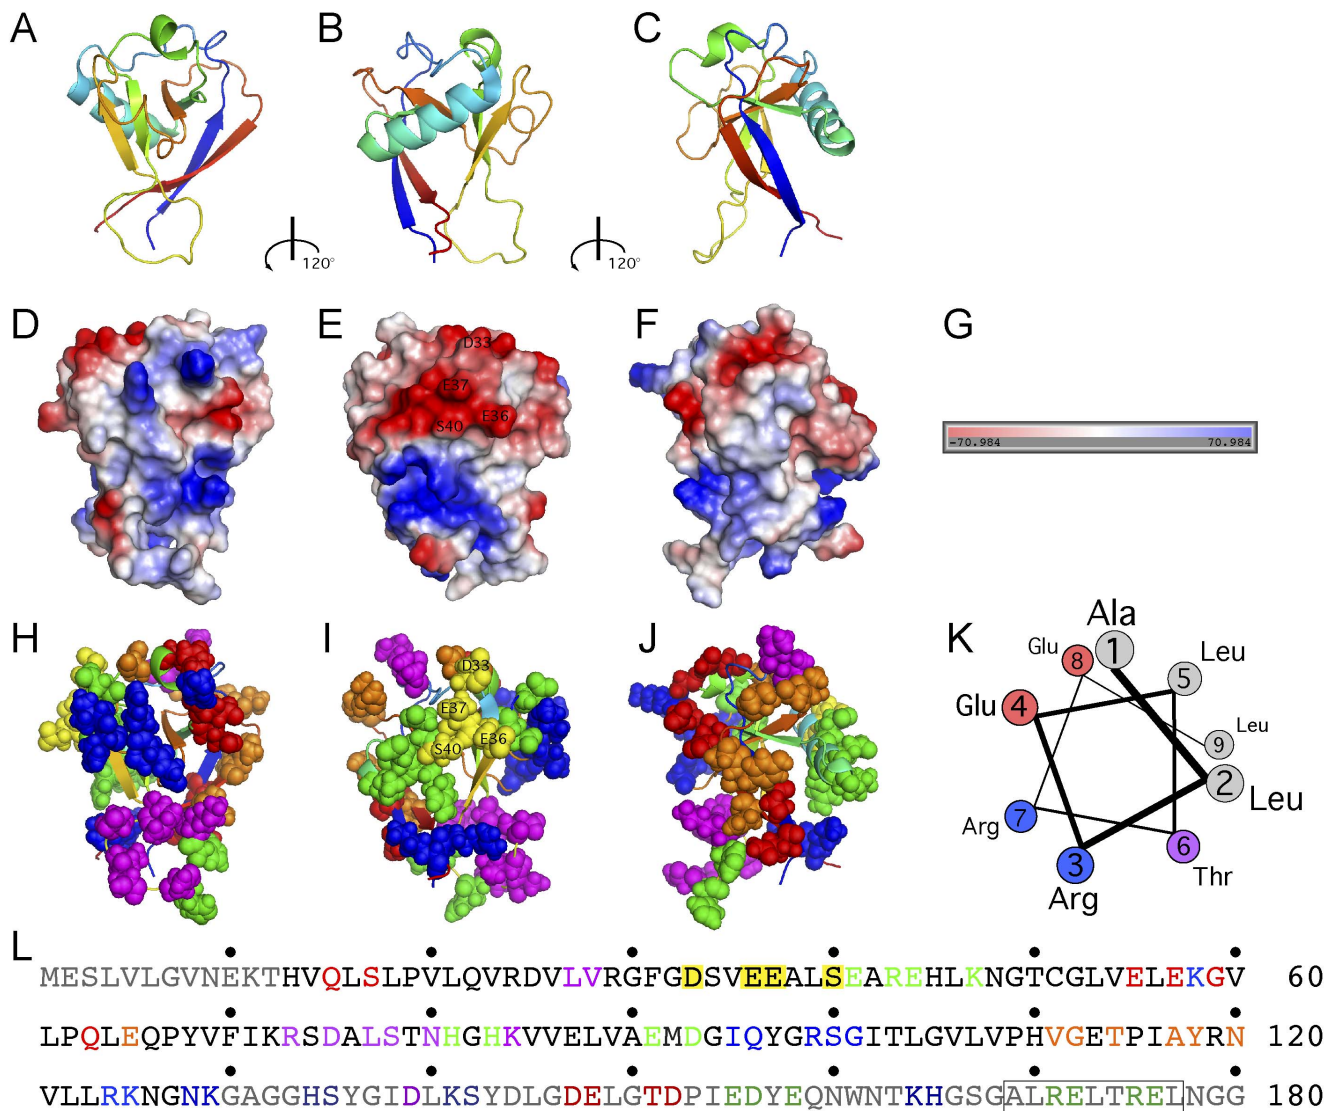 A B C
120° 120°
D E F G
D33
E37
E36
S40
-70.984 70.984
H I J K
D33
E37
S40 E36
Ala
1
Glu
8
Leu
5
Glu
4
Leu
9
2
Leu
Arg
7
6
Thr
3
Arg
L
MESLVLGVNEKTHVQLSLPVLQVRDVLVRGFGDSVEEALSEAREHLKNGTCGLVELEKGV 60
LPQLEQPYVFIKRSDALSTNHGHKVVELVAEMDGIQYGRSGITLGVLVPHVGETPIAYRN 120
VLLRKNGNKGAGGHSYGIDLKSYDLGDELGTDPIEDYEQNWNTKHGSGALRELTRELNGG 180